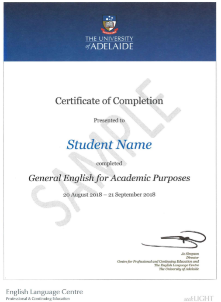 THE UNIVERSITY
of ADELAIDE
Certificate of Completion
Presented to
Student Name
completed
General English for Academic Purposes
20 August 2018 – 21 September 2018
SAMPLE
Director
Centre for Professional and Continuing Education and
The English Language Centre
The University of Adelaide
English Language Centre
Professional & Continuing Education
seekLIGHT